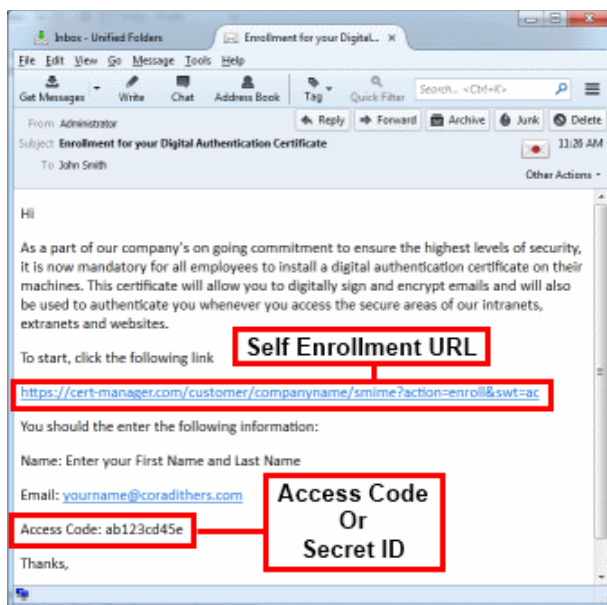 Inbox - Unified Folders
Enrollment for your Digital... ×
File Edit View Go Message Tools Help
Get Messages Write Chat Address Book Tag Quick Filter Search... <Ctrl+K>
From Administrator Reply Forward Archive Junk Delete
Subject Enrollment for your Digital Authentication Certificate 11:26 AM
To John Smith
Other Actions
Hi
As a part of our company's on going commitment to ensure the highest levels of security,
it is now mandatory for all employees to install a digital authentication certificate on their
machines. This certificate will allow you to digitally sign and encrypt emails and will also
be used to authenticate you whenever you access the secure areas of our intranets,
extranets and websites.
To start, click the following link
Self Enrollment URL
https://cert-manager.com/customer/companyname/smime?action=enroll&swt=ac
You should the enter the following information:
Name: Enter your First Name and Last Name
Email: yourname@coradithers.com
Access Code
Or
Secret ID
Access Code: ab123cd45e
Thanks,